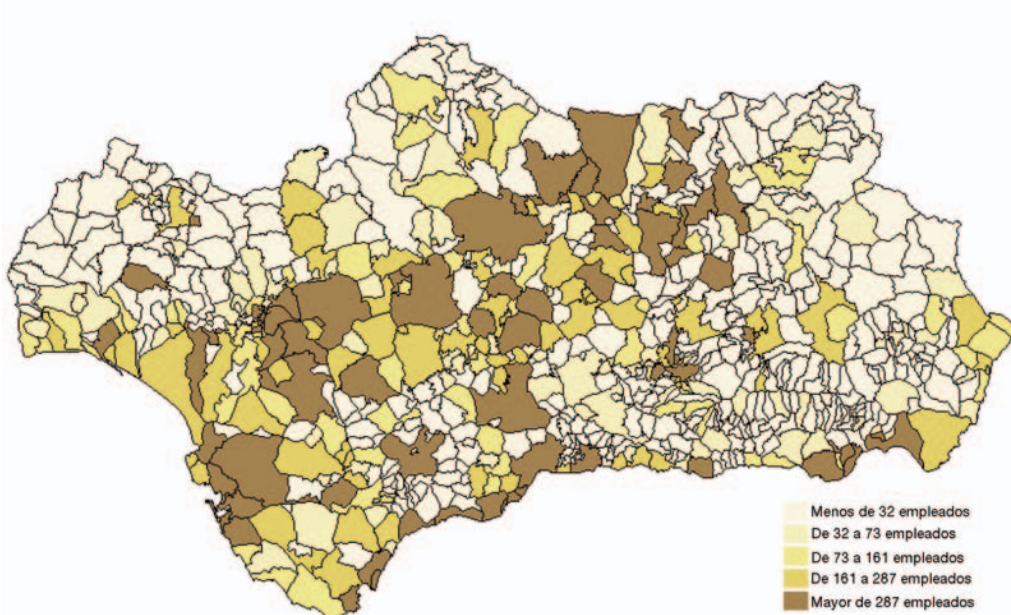 Menos de 32 empleados
De 32 a 73 empleados
De 73 a 161 empleados
De 161 a 287 empleados
Mayor de 287 empleados